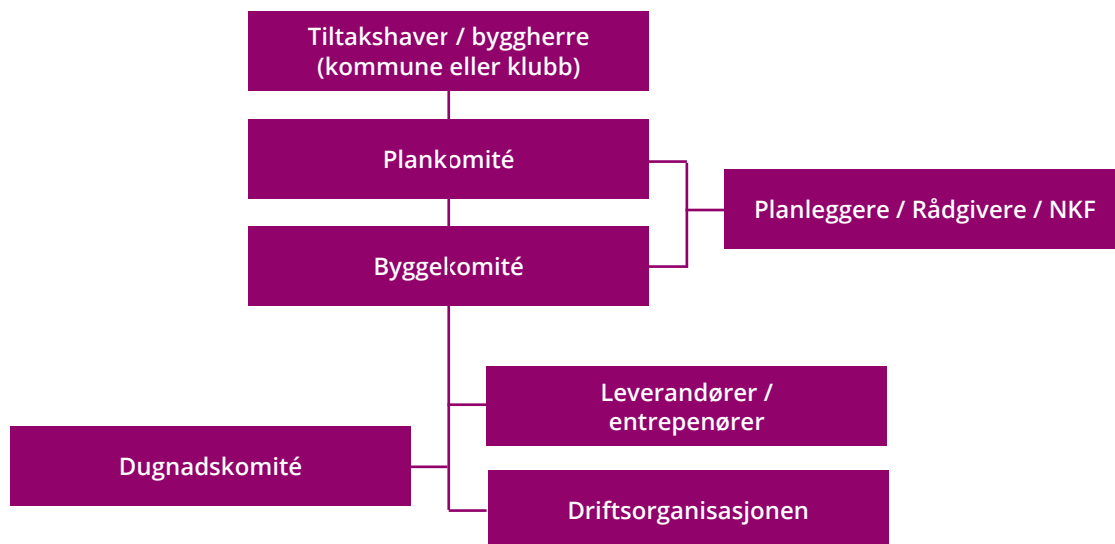 Tiltakshaver / byggherre
(kommune eller klubb)
Plankomité
Planleggere / Rådgivere / NKF
Byggekomité
Leverandører /
entrepenører
Dugnadskomité
Driftsorganisasjonen